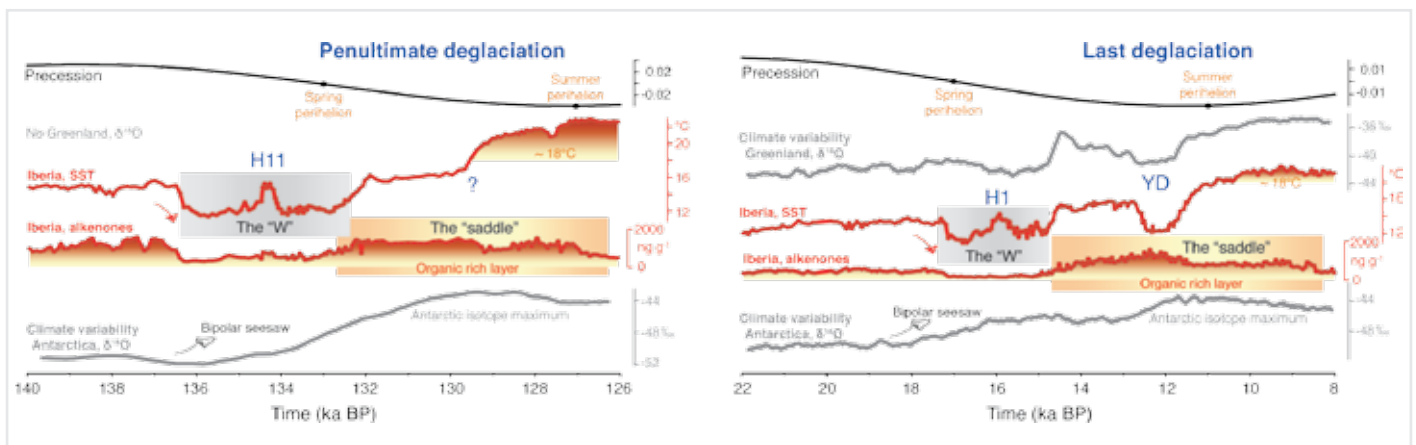 Penultimate deglaciation
Precession
0.02
-0.02
Spring
perihelion
Summer
perihelion
No Greenland, δ¹⁸O
°C
20
16
12
~ 18°C
H11
Iberia, SST
?
The "W"
The "saddle"
Iberia, alkenones
2000
ng.g⁻¹
0
Organic rich layer
Climate variability
Antarctica, δ¹⁸O
Bipolar seesaw
Antarctic isotope maximum
-44
-48 ‰
-52
140 138 136 134 132 130 128 126
Time (ka BP)
Last deglaciation
Precession
0.01
-0.01
Spring
perihelion
Summer
perihelion
Climate variability
Greenland, δ¹⁸O
-36 ‰
-40
-44
°C
16
12
~ 18°C
H1
YD
Iberia, SST
The "W"
The "saddle"
Iberia, alkenones
2000
ng.g⁻¹
0
Organic rich layer
Climate variability
Antarctica, δ¹⁸O
Bipolar seesaw
Antarctic isotope maximum
-44
-48 ‰
22 20 18 16 14 12 10 8
Time (ka BP)